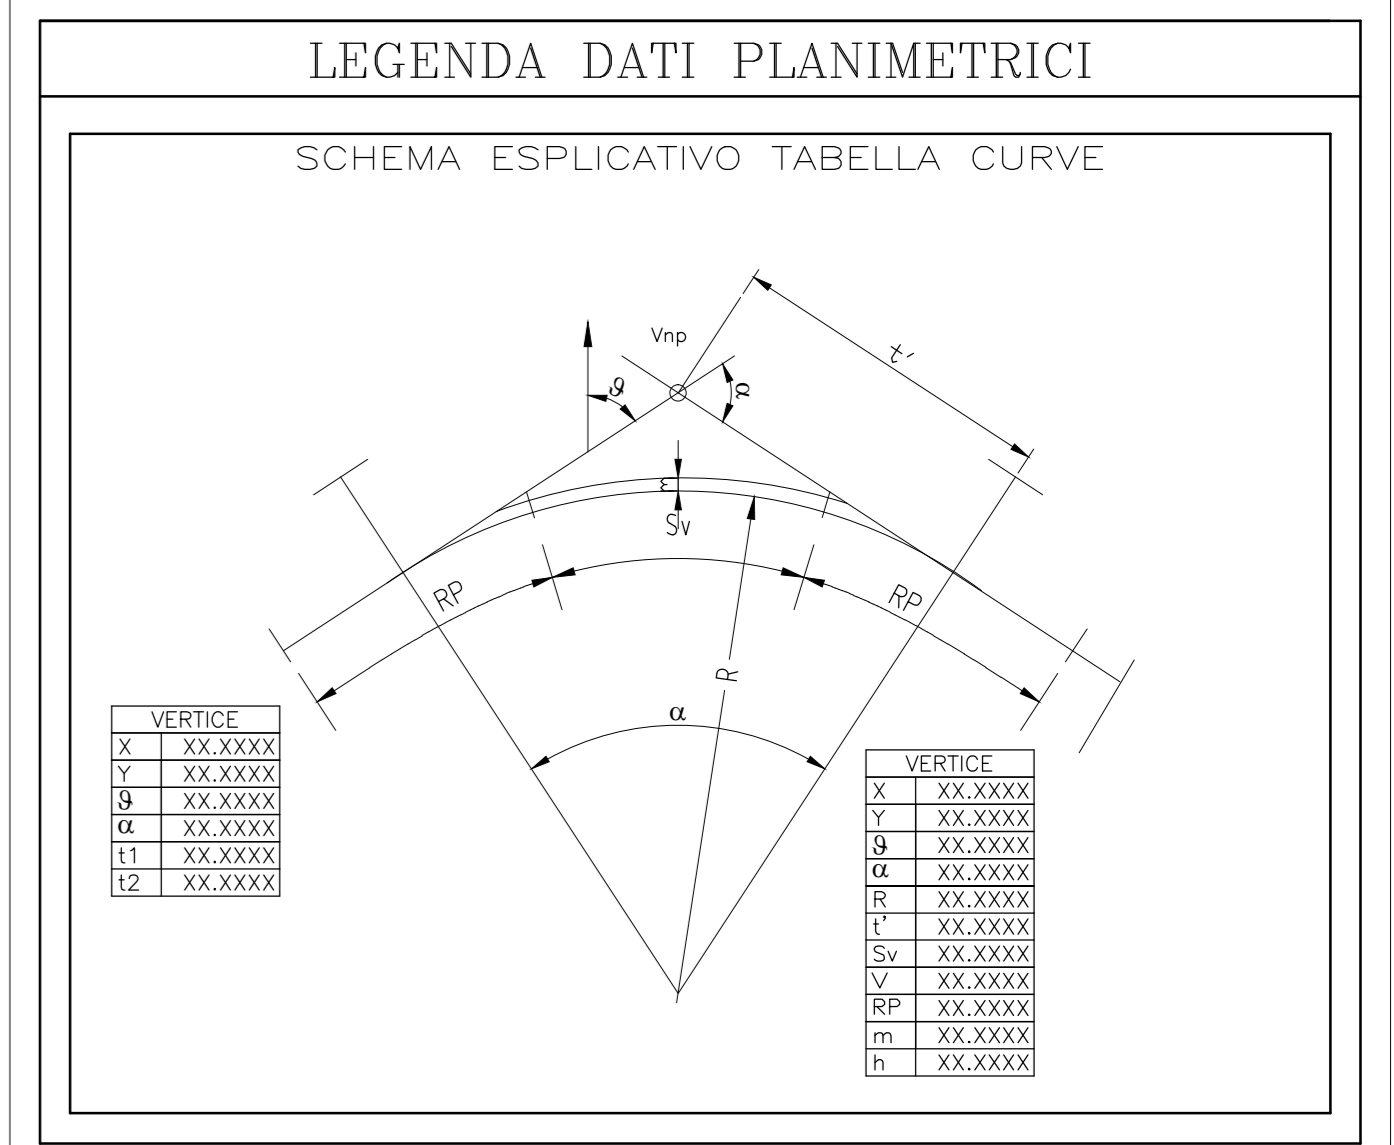 LEGENDA DATI PLANIMETRICI
SCHEMA ESPLICATIVO TABELLA CURVE
Vnp
t'
ϑ
α
m
Sv
RP
RP
R
α
VERTICE
X XX.XXXX
Y XX.XXXX
ϑ XX.XXXX
α XX.XXXX
t1 XX.XXXX
t2 XX.XXXX
VERTICE
X XX.XXXX
Y XX.XXXX
ϑ XX.XXXX
α XX.XXXX
R XX.XXXX
t' XX.XXXX
Sv XX.XXXX
V XX.XXXX
RP XX.XXXX
m XX.XXXX
h XX.XXXX